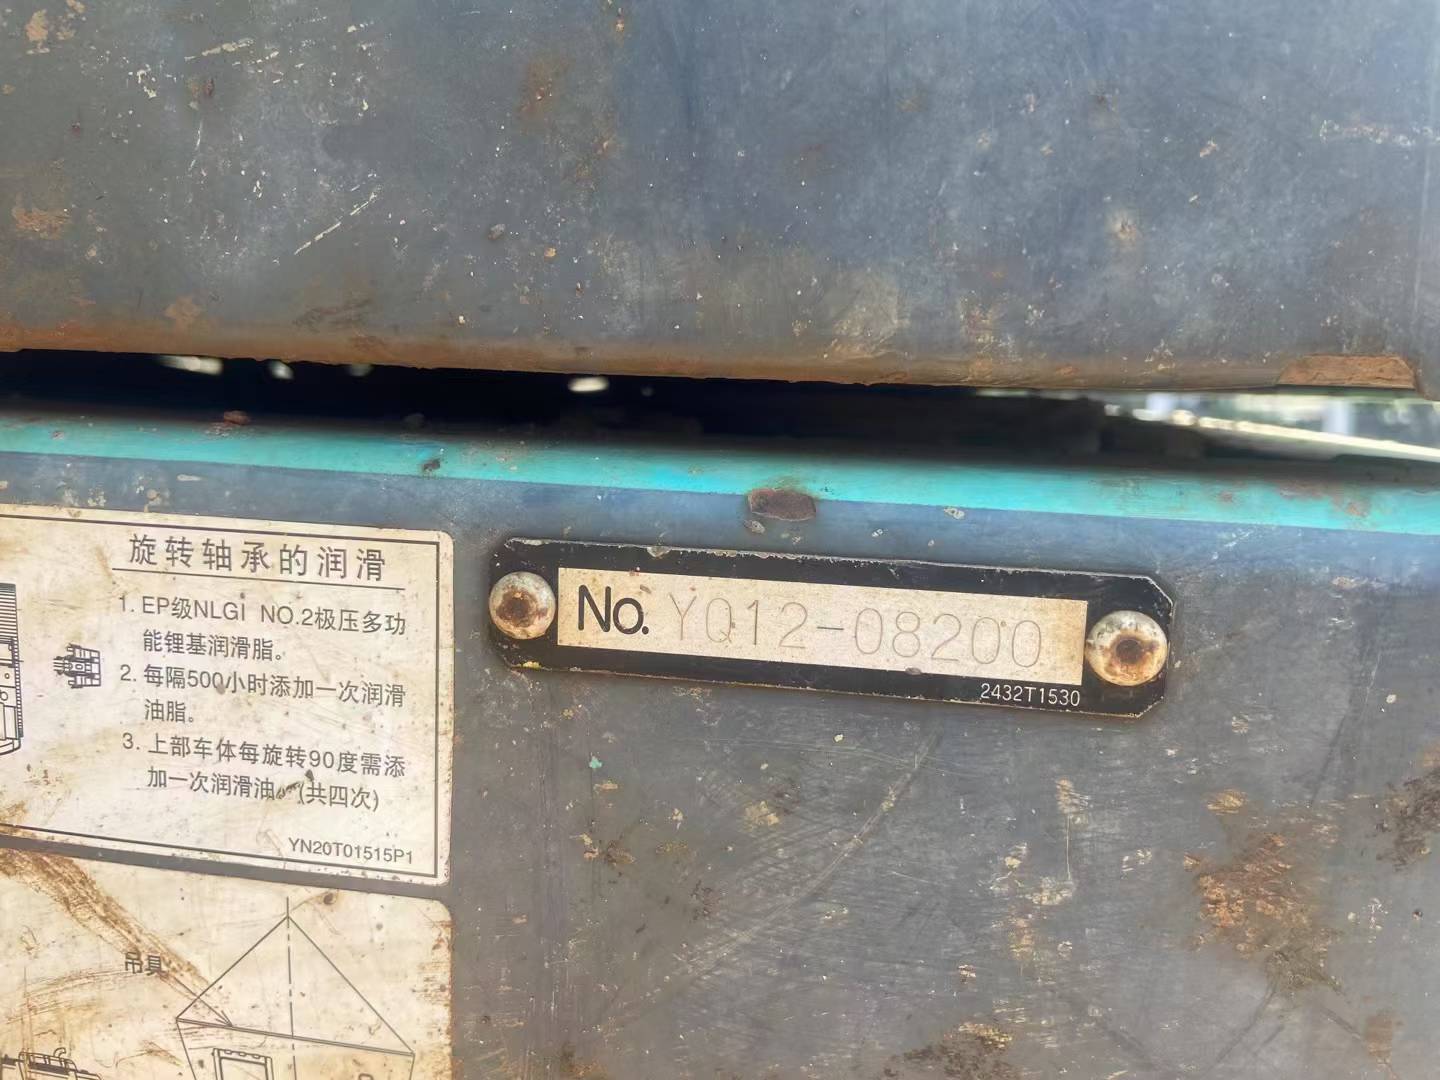 旋转轴承的润滑
1. EP级NLGI NO.2极压多功
能锂基润滑脂。
2. 每隔500小时添加一次润滑
油脂。
3. 上部车体每旋转90度需添
加一次润滑油 (共四次)
YN20T01515P1
No. YQ12-08200
2432T1530
吊具